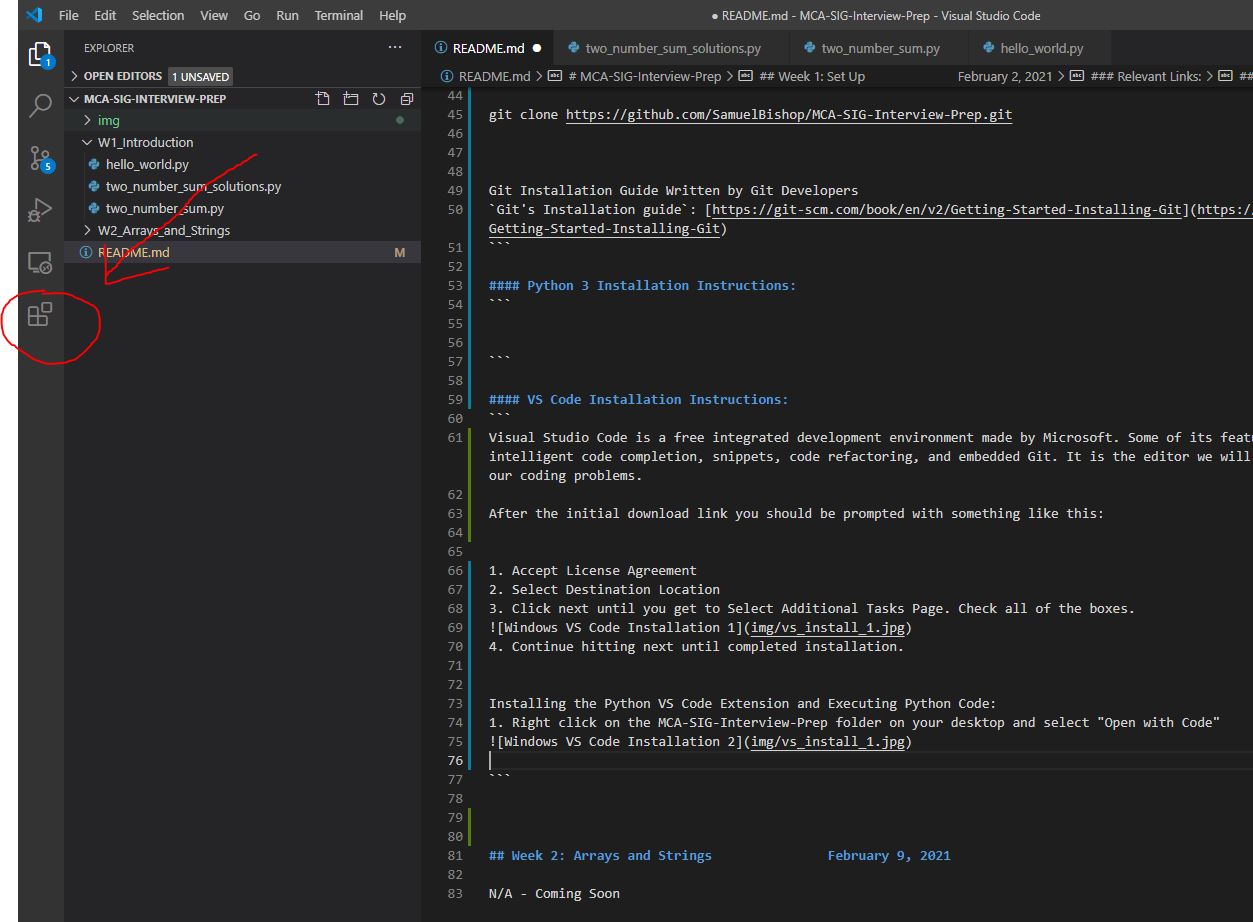 File Edit Selection View Go Run Terminal Help ● README.md - MCA-SIG-Interview-Prep - Visual Studio Code
EXPLORER ...
README.md ● two_number_sum_solutions.py two_number_sum.py hello_world.py
1
> OPEN EDITORS 1 UNSAVED
README.md > # MCA-SIG-Interview-Prep > ## Week 1: Set Up February 2, 2021 > ### Relevant Links: > ##
MCA-SIG-INTERVIEW-PREP
img
W1_Introduction
hello_world.py
5
two_number_sum_solutions.py
two_number_sum.py
W2_Arrays_and_Strings
README.md M
44
45 git clone https://github.com/SamuelBishop/MCA-SIG-Interview-Prep.git
46
47
48
49 Git Installation Guide Written by Git Developers
50 `Git's Installation guide`: [https://git-scm.com/book/en/v2/Getting-Started-Installing-Git](https:/
Getting-Started-Installing-Git)
51 ```
52
53 #### Python 3 Installation Instructions:
54 ```
55
56
57 ```
58
59 #### VS Code Installation Instructions:
60 ```
61 Visual Studio Code is a free integrated development environment made by Microsoft. Some of its feat
intelligent code completion, snippets, code refactoring, and embedded Git. It is the editor we will
our coding problems.
62
63 After the initial download link you should be prompted with something like this:
64
65
66 1. Accept License Agreement
67 2. Select Destination Location
68 3. Click next until you get to Select Additional Tasks Page. Check all of the boxes.
69 ![Windows VS Code Installation 1](img/vs_install_1.jpg)
70 4. Continue hitting next until completed installation.
71
72
73 Installing the Python VS Code Extension and Executing Python Code:
74 1. Right click on the MCA-SIG-Interview-Prep folder on your desktop and select "Open with Code"
75 ![Windows VS Code Installation 2](img/vs_install_1.jpg)
76
77 ```
78
79
80
81 ## Week 2: Arrays and Strings February 9, 2021
82
83 N/A - Coming Soon